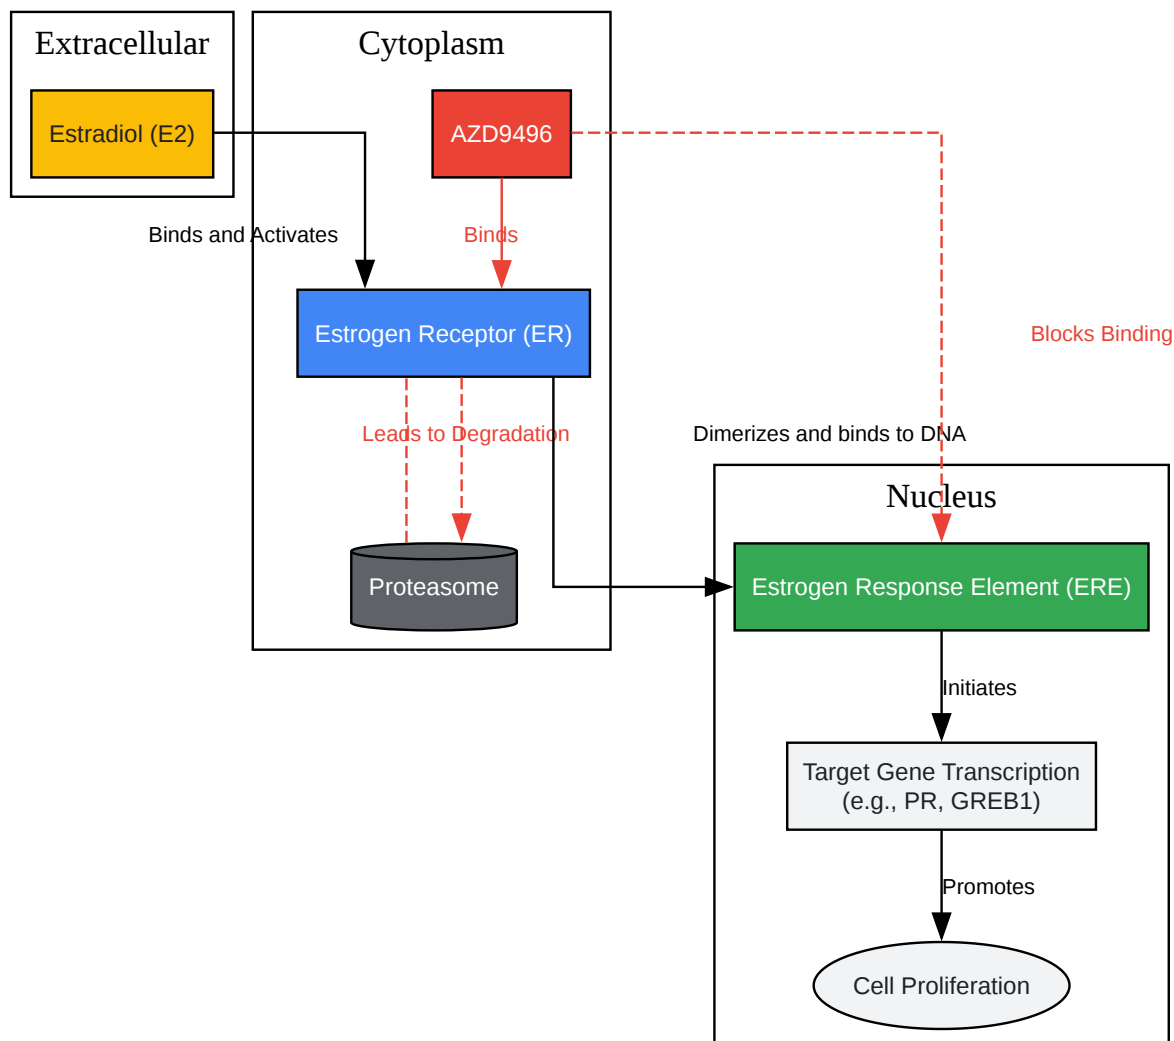 Extracellular
Cytoplasm
Estradiol (E2)
AZD9496
Binds and Activates
Binds
Estrogen Receptor (ER)
Blocks Binding
Leads to Degradation
Dimerizes and binds to DNA
Nucleus
Proteasome
Estrogen Response Element (ERE)
Initiates
Target Gene Transcription
(e.g., PR, GREB1)
Promotes
Cell Proliferation